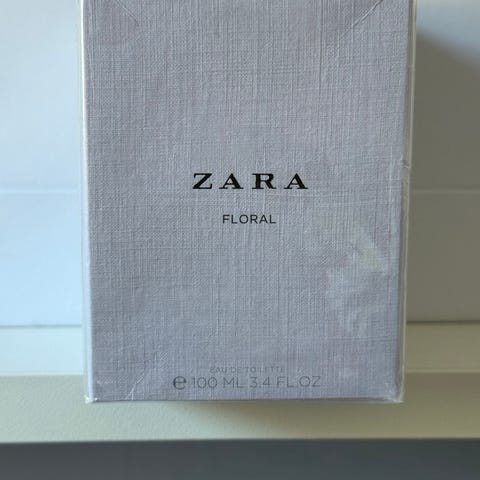 ZARA
FLORAL
EAU DE TOILETTE
℮ 100 ML 3.4 FL.OZ